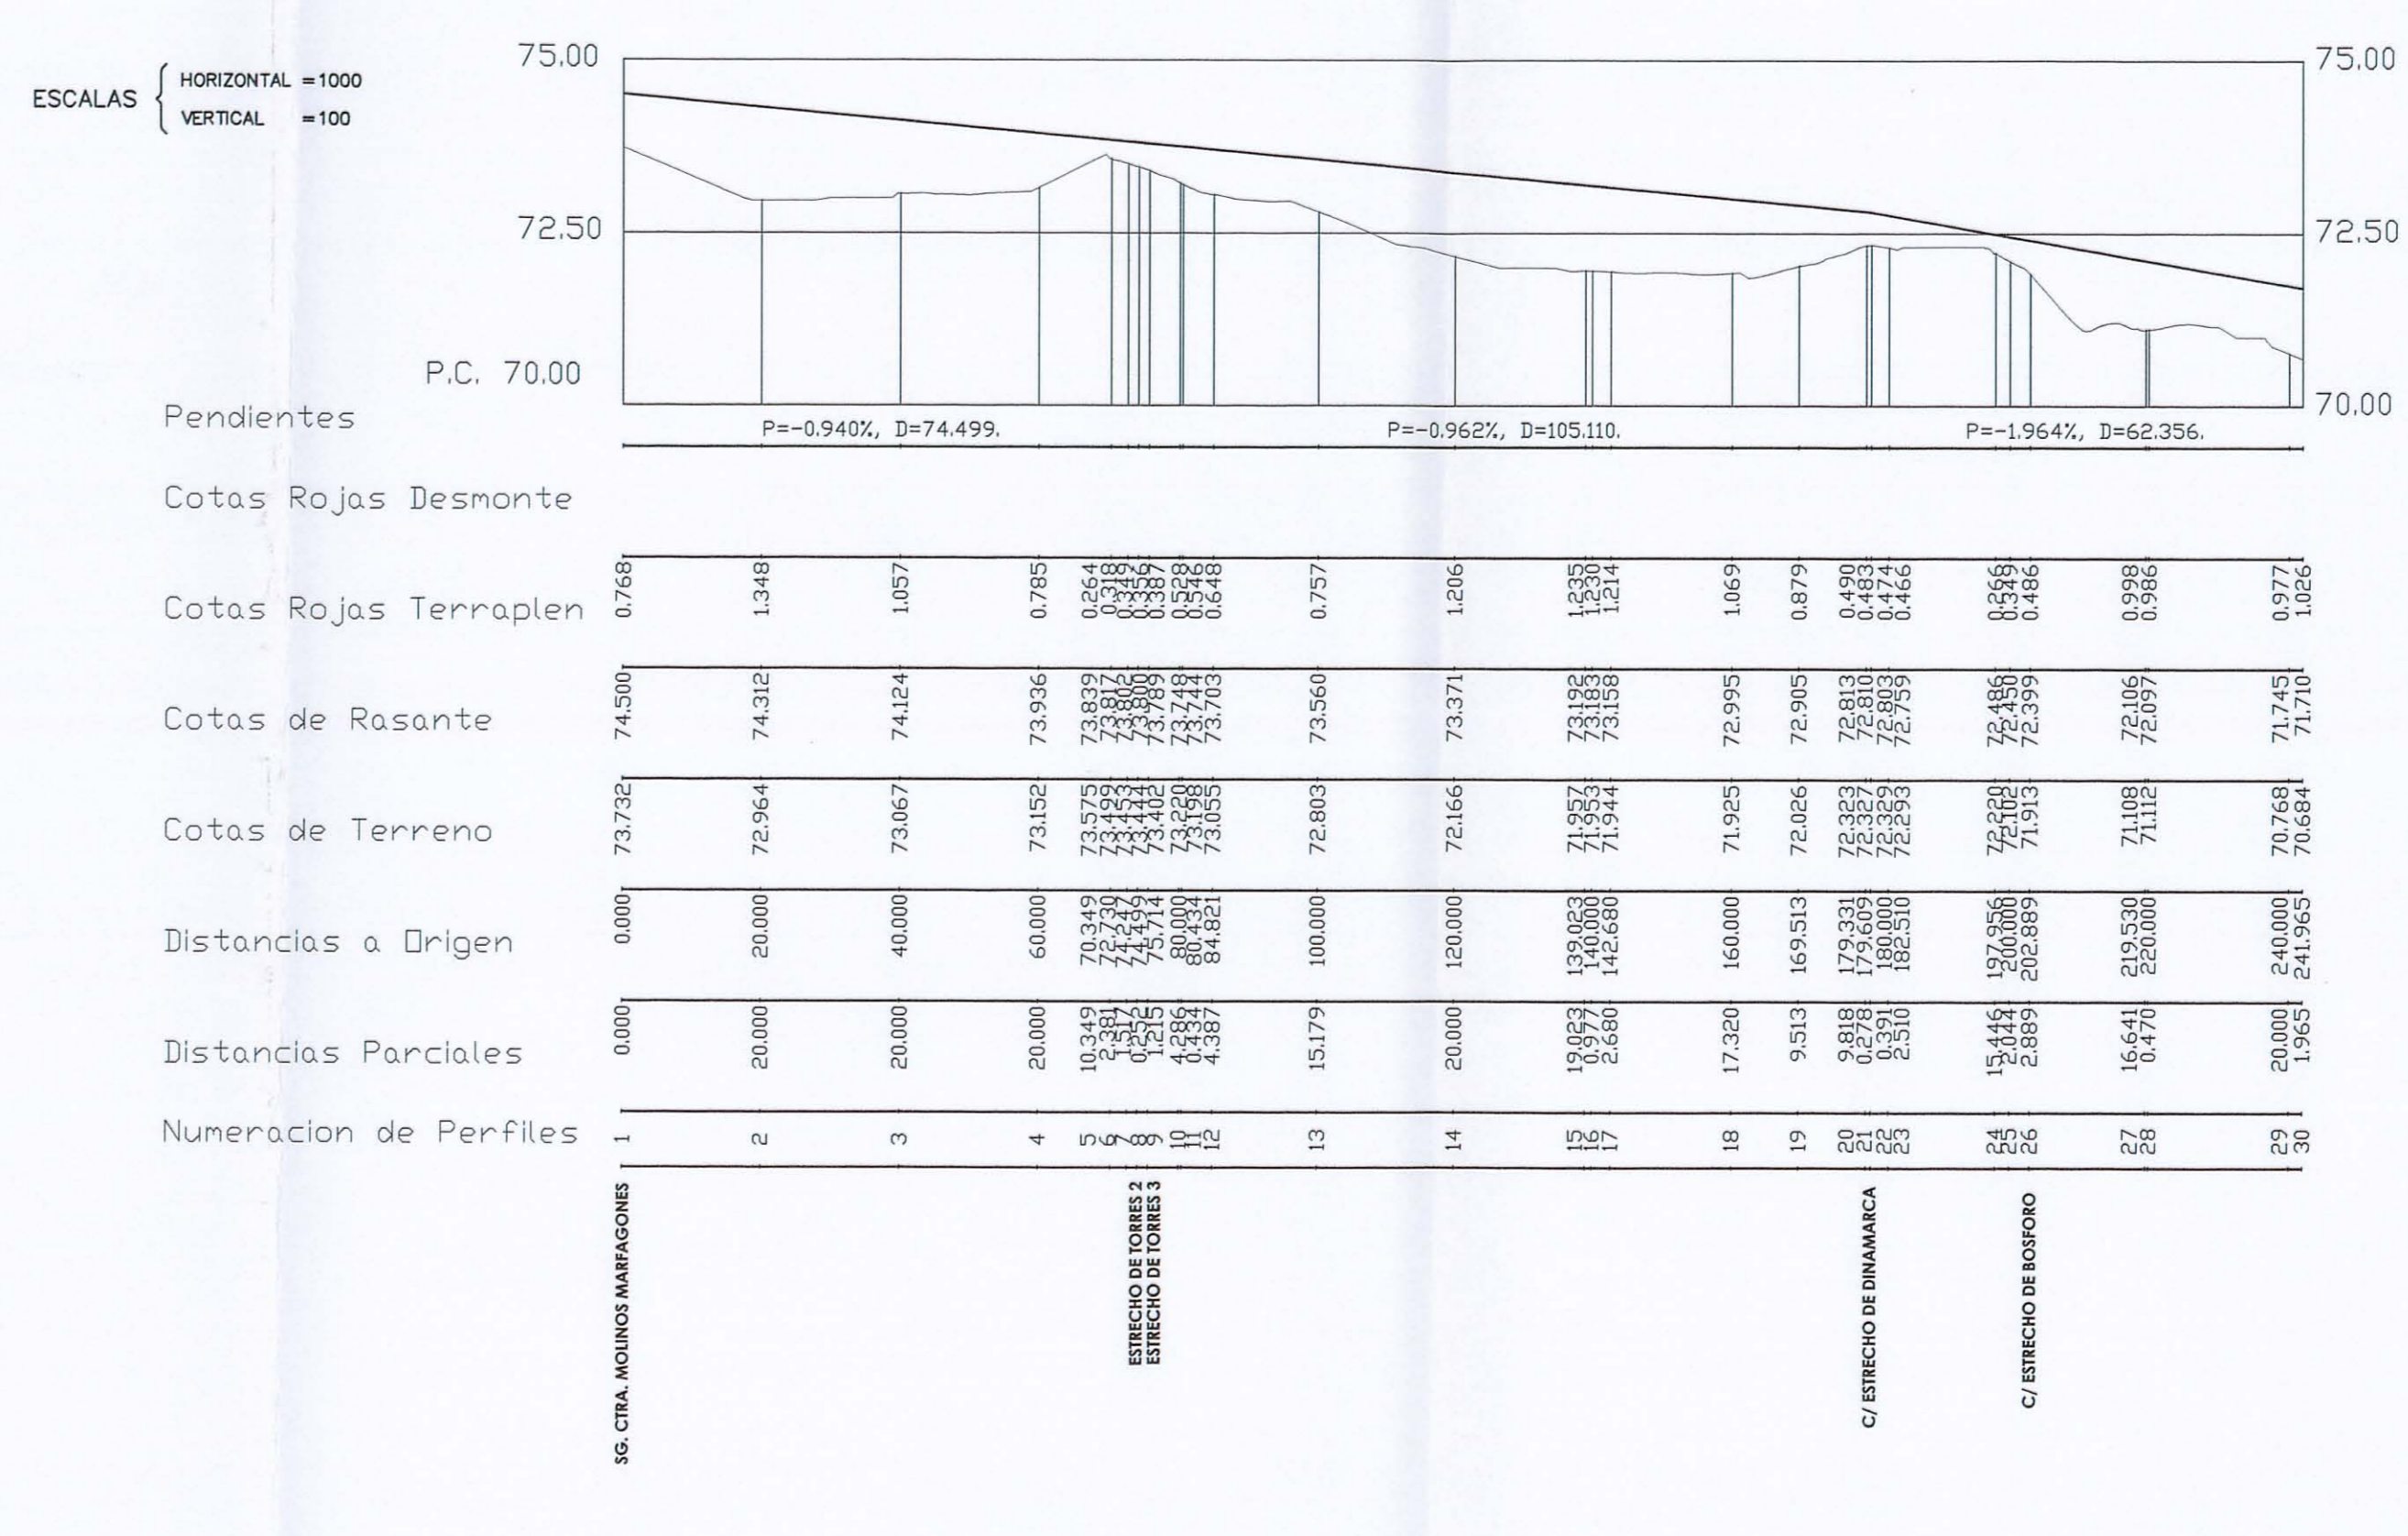 ESCALAS
HORIZONTAL =1000
VERTICAL =100
75.00
75.00
72.50
72.50
P.C. 70.00
70.00
Pendientes
P=-0.940%, D=74.499.
P=-0.962%, D=105.110.
P=-1.964%, D=62.356.
Cotas Rojas Desmonte
Cotas Rojas Terraplen
0.768 1.348 1.057 0.785 0.264 0.318 0.349 0.356 0.387 0.528 0.546 0.648 0.757 1.206 1.235 1.230 1.214 1.069 0.879 0.490 0.483 0.474 0.466 0.266 0.349 0.486 0.998 0.986 0.977 1.026
Cotas de Rasante
74.500 74.312 74.124 73.936 73.839 73.817 73.802 73.800 73.789 73.748 73.744 73.703 73.560 73.371 73.192 73.183 73.158 72.995 72.905 72.813 72.810 72.803 72.759 72.486 72.450 72.399 72.106 72.097 71.745 71.710
Cotas de Terreno
73.732 72.964 73.067 73.152 73.575 73.499 73.453 73.444 73.402 73.220 73.198 73.055 72.803 72.166 71.957 71.953 71.944 71.925 72.026 72.323 72.327 72.329 72.293 72.220 72.102 71.913 71.108 71.112 70.768 70.684
Distancias a Origen
0.000 20.000 40.000 60.000 70.349 72.730 74.247 74.499 75.714 80.000 80.434 84.821 100.000 120.000 139.023 140.000 142.680 160.000 169.513 179.331 179.609 180.000 182.510 197.956 200.000 202.889 219.530 220.000 240.000 241.965
Distancias Parciales
0.000 20.000 20.000 20.000 10.349 2.381 1.517 0.252 1.215 4.286 0.434 4.387 15.179 20.000 19.023 0.977 2.680 17.320 9.513 9.818 0.278 0.391 2.510 15.446 2.044 2.889 16.641 0.470 20.000 1.965
Numeracion de Perfiles
1 2 3 4 5 6 7 8 9 10 11 12 13 14 15 16 17 18 19 20 21 22 23 24 25 26 27 28 29 30
SG. CTRA. MOLINOS MARFAGONES
ESTRECHO DE TORRES 2
ESTRECHO DE TORRES 3
C/ ESTRECHO DE DINAMARCA
C/ ESTRECHO DE BOSFORO